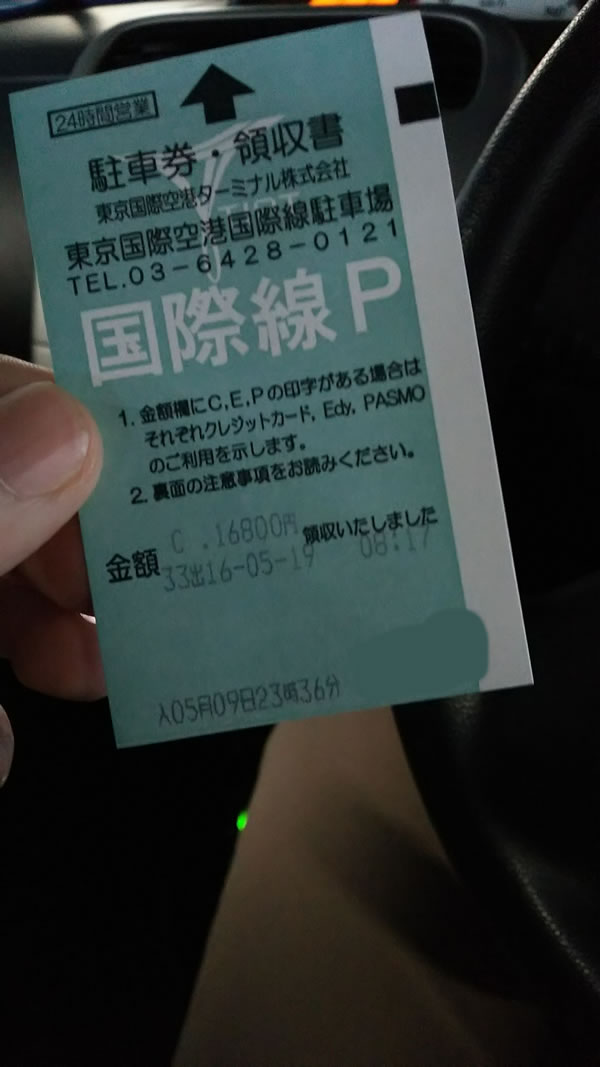 24時間営業
駐車券・領収書
東京国際空港ターミナル株式会社
東京国際空港国際線駐車場
TEL.03-6428-0121
国際線P
1. 金額欄にC,E,Pの印字がある場合は
それぞれクレジットカード, Edy, PASMO
のご利用を示します。
2. 裏面の注意事項をお読みください。
金額 C .16800円 領収いたしました
33出16-05-19 08:17
入05月09日23時36分